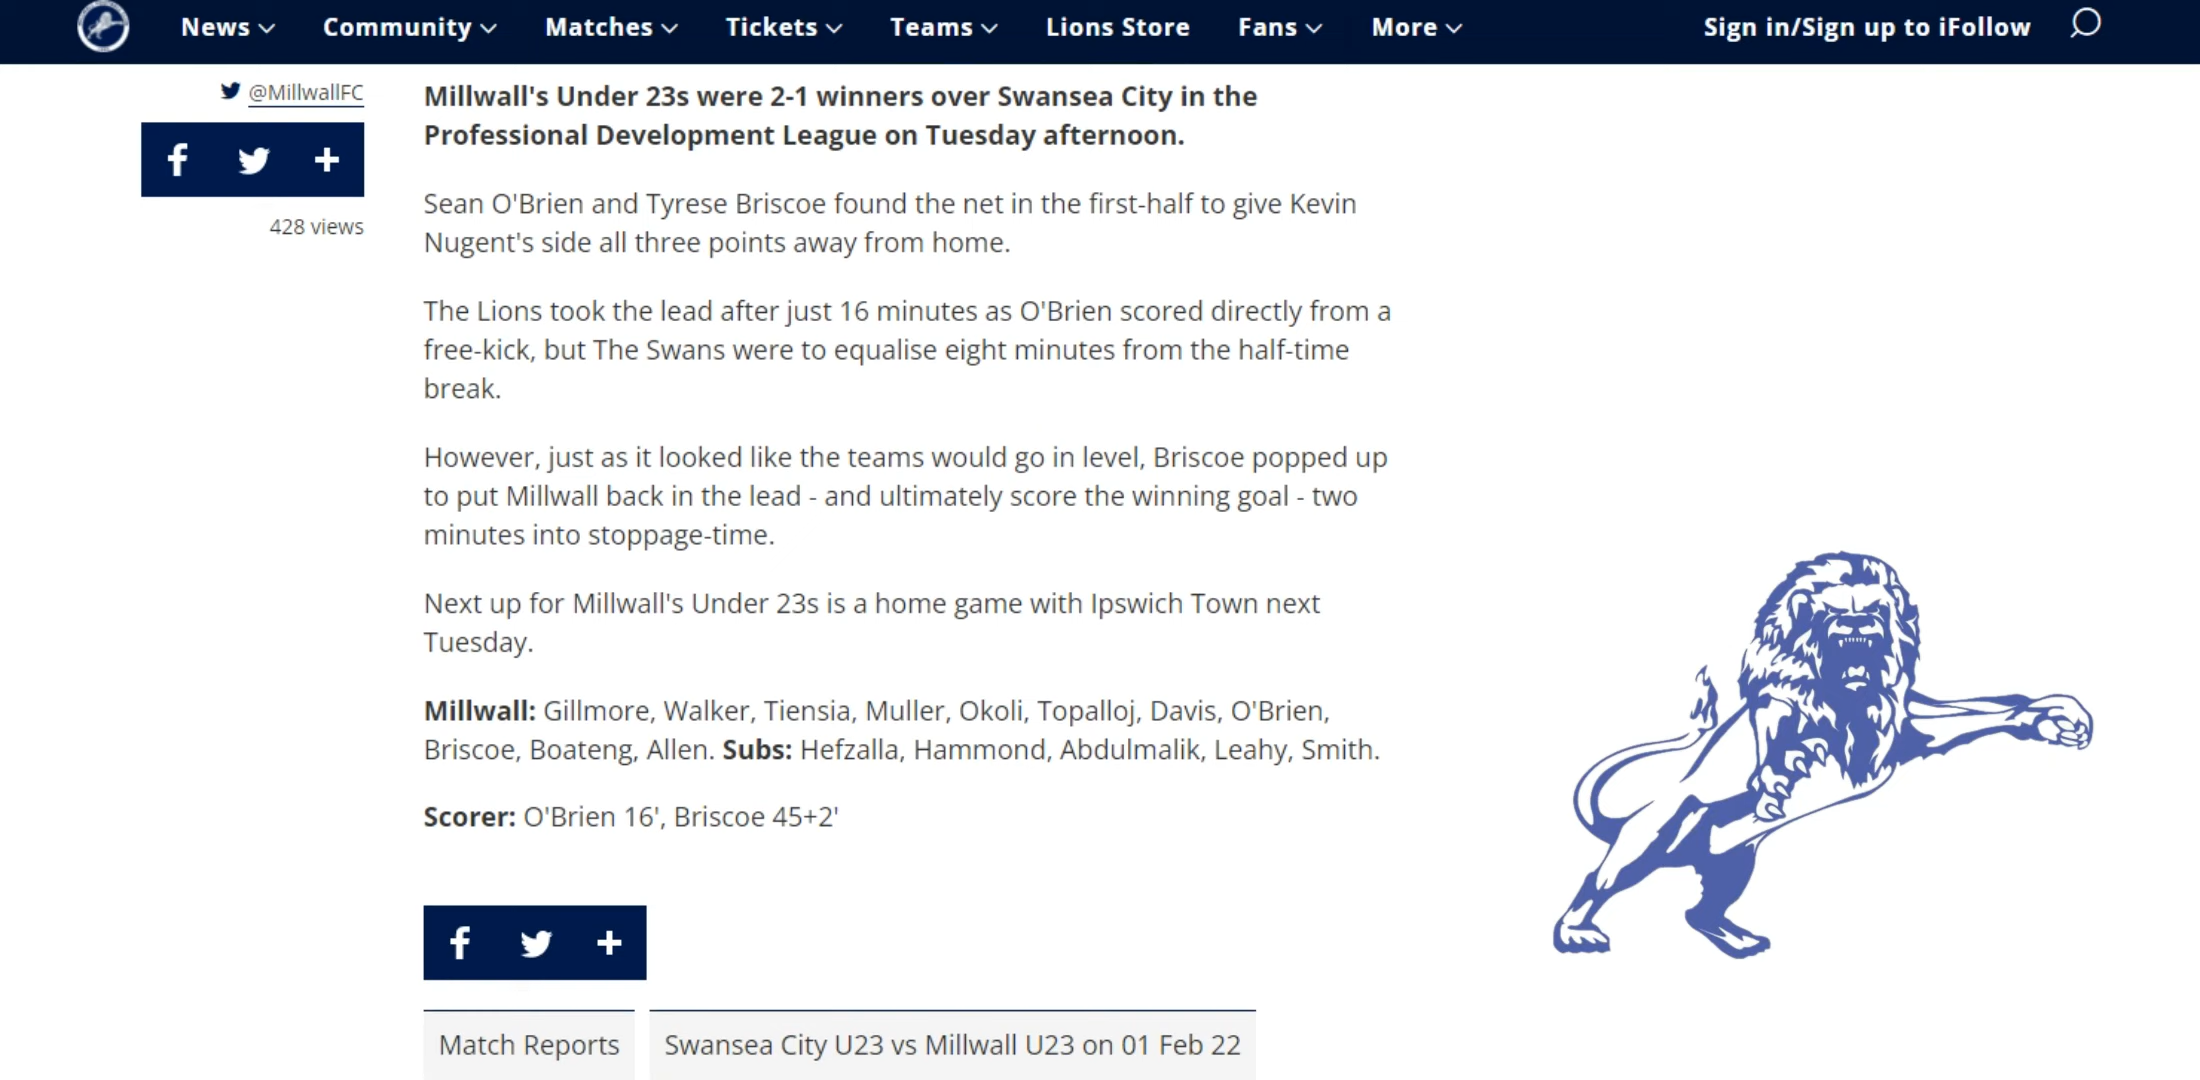 News Community Matches Tickets Teams Lions Store Fans More Sign in/Sign up to iFollow
@MillwallFC
428 views
Millwall's Under 23s were 2-1 winners over Swansea City in the
Professional Development League on Tuesday afternoon.
Sean O'Brien and Tyrese Briscoe found the net in the first-half to give Kevin
Nugent's side all three points away from home.
The Lions took the lead after just 16 minutes as O'Brien scored directly from a
free-kick, but The Swans were to equalise eight minutes from the half-time
break.
However, just as it looked like the teams would go in level, Briscoe popped up
to put Millwall back in the lead - and ultimately score the winning goal - two
minutes into stoppage-time.
Next up for Millwall's Under 23s is a home game with Ipswich Town next
Tuesday.
Millwall: Gillmore, Walker, Tiensia, Muller, Okoli, Topalloj, Davis, O'Brien,
Briscoe, Boateng, Allen. Subs: Hefzalla, Hammond, Abdulmalik, Leahy, Smith.
Scorer: O'Brien 16', Briscoe 45+2'
Match Reports
Swansea City U23 vs Millwall U23 on 01 Feb 22